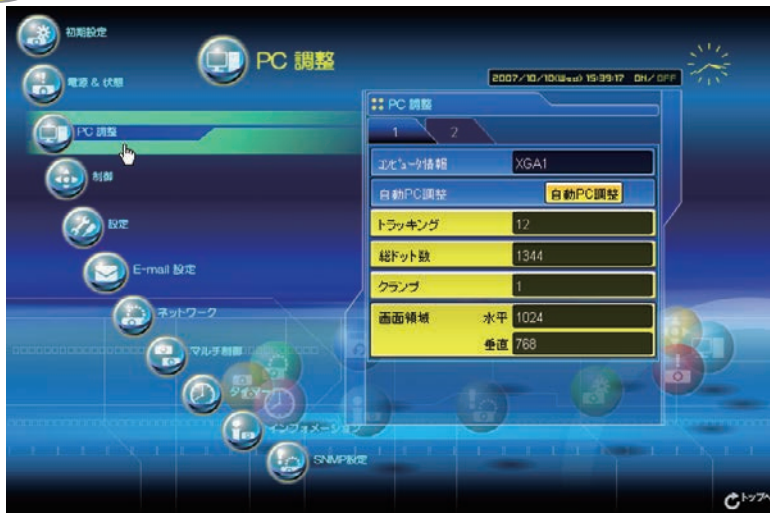 初期設定
PC 調整
電源 & 状態
2007/10/10(Wed) 15:39:17 ON/OFF
PC 調整
PC 調整
1 2
制御
コンピュータ情報 XGA1
自動PC調整 自動PC調整
設定
トラッキング 12
総ドット数 1344
E-mail 設定
クランプ 1
ネットワーク
画面領域 水平 1024
垂直 768
マルチ制御
タイマー
インフォメーション
SNMP設定
トップへ